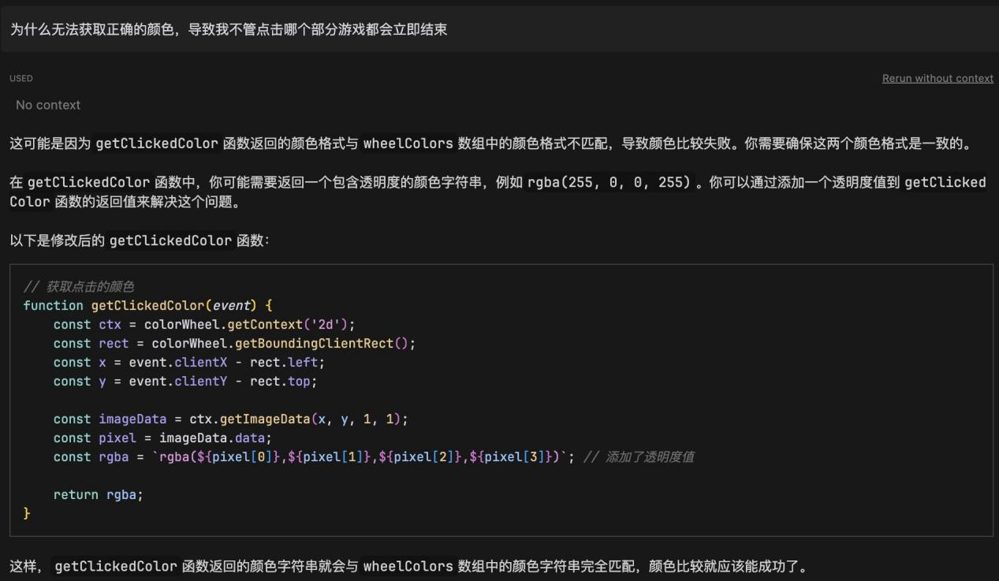 为什么无法获取正确的颜色，导致我不管点击哪个部分游戏都会立即结束
USED
Rerun without context
No context
这可能是因为 getClickedColor 函数返回的颜色格式与 wheelColors 数组中的颜色格式不匹配，导致颜色比较失败。你需要确保这两个颜色格式是一致的。
在 getClickedColor 函数中，你可能需要返回一个包含透明度的颜色字符串，例如 rgba(255, 0, 0, 255) 。你可以通过添加一个透明度值到 getClicked
Color 函数的返回值来解决这个问题。
以下是修改后的 getClickedColor 函数：
// 获取点击的颜色
function getClickedColor(event) {
    const ctx = colorWheel.getContext('2d');
    const rect = colorWheel.getBoundingClientRect();
    const x = event.clientX - rect.left;
    const y = event.clientY - rect.top;
    const imageData = ctx.getImageData(x, y, 1, 1);
    const pixel = imageData.data;
    const rgba = `rgba(${pixel[0]},${pixel[1]},${pixel[2]},${pixel[3]})`; // 添加了透明度值
    return rgba;
}
这样， getClickedColor 函数返回的颜色字符串就会与 wheelColors 数组中的颜色字符串完全匹配，颜色比较就应该能成功了。